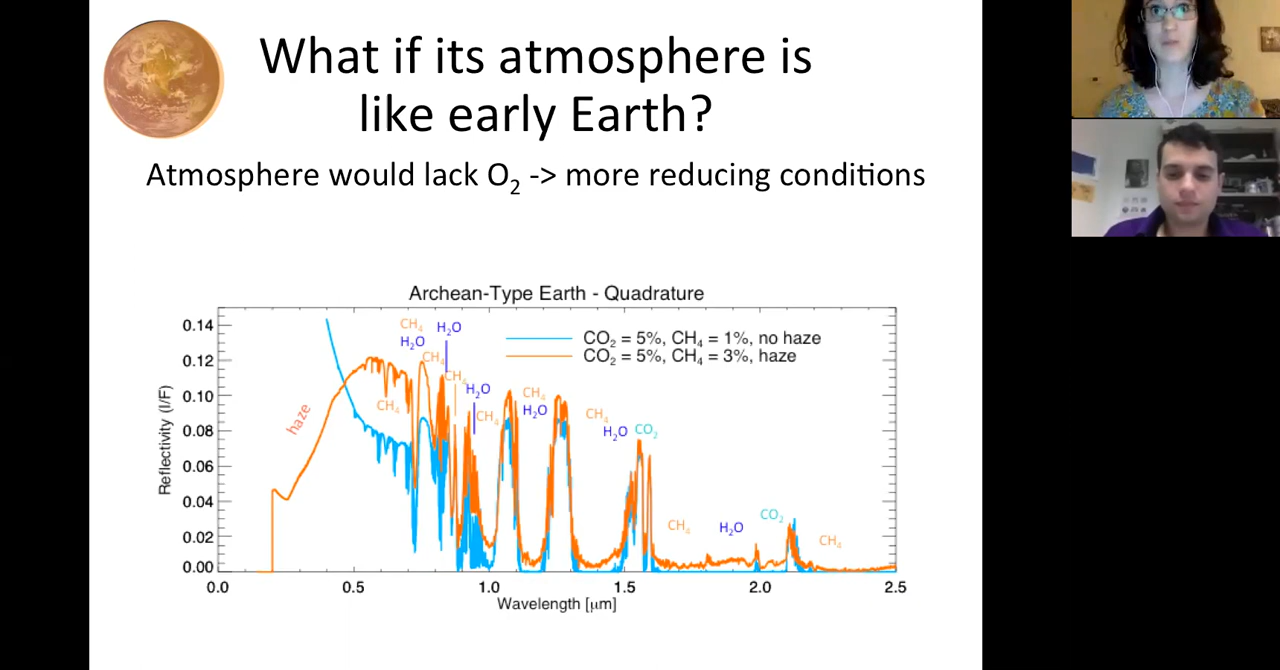 What if its atmosphere is
like early Earth?
Atmosphere would lack O₂ -> more reducing conditions
Archean-Type Earth - Quadrature
CO₂ = 5%, CH₄ = 1%, no haze
CO₂ = 5%, CH₄ = 3%, haze
Reflectivity (I/F)
0.14
0.12
0.10
0.08
0.06
0.04
0.02
0.00
haze
CH₄
H₂O
H₂O
CH₄
CH₄
H₂O
CH₄
CH₄
CH₄
H₂O
CH₄
H₂O
CO₂
CH₄
H₂O
CO₂
CH₄
0.0
0.5
1.0
1.5
2.0
2.5
Wavelength [μm]